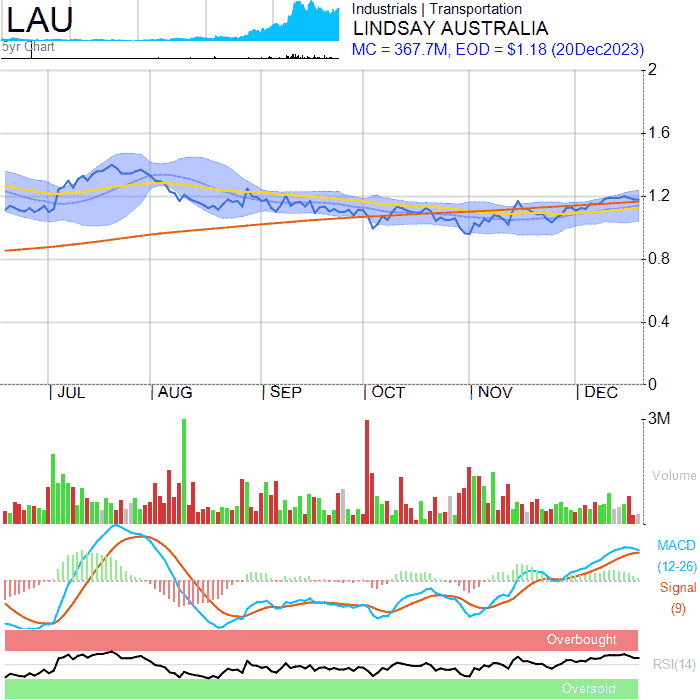 LAU
5yr Chart
Industrials | Transportation
LINDSAY AUSTRALIA
MC = 367.7M, EOD = $1.18 (20Dec2023)
2
1.6
1.2
0.8
0.4
0
JUL AUG SEP OCT NOV DEC
3M
Volume
MACD
(12-26)
Signal
(9)
Overbought
RSI(14)
Oversold